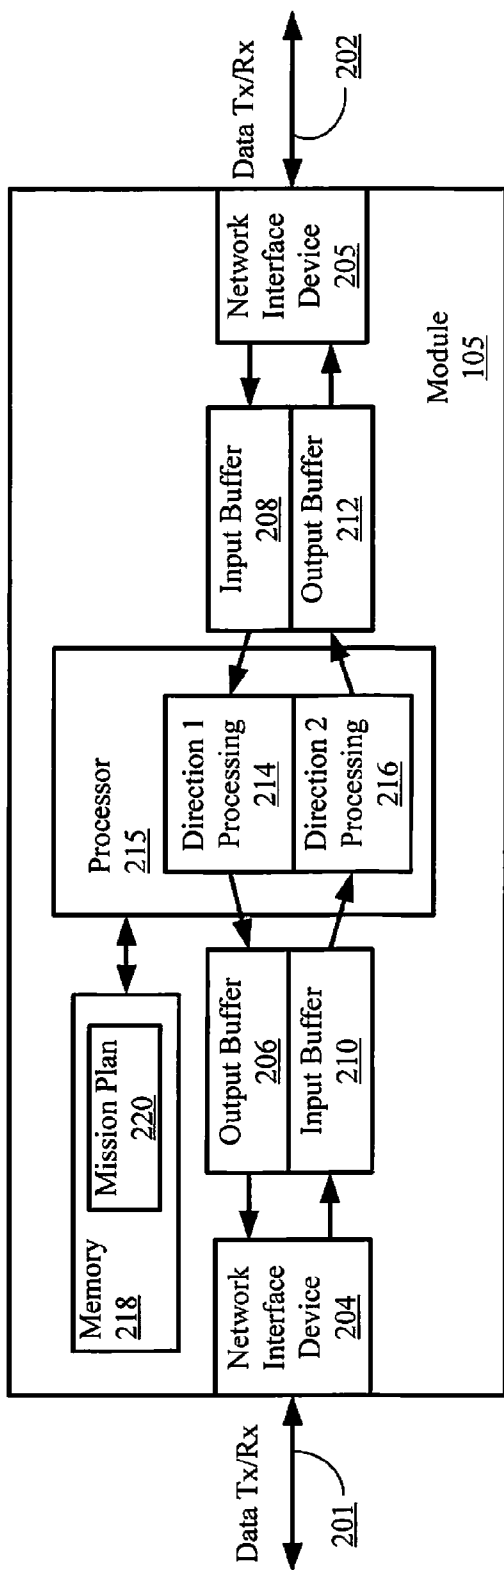 Data Tx/Rx
201
Network
Interface
Device
204
Memory
218
Mission Plan
220
Output Buffer
206
Input Buffer
210
Processor
215
Direction 1
Processing
214
Direction 2
Processing
216
Input Buffer
208
Output Buffer
212
Network
Interface
Device
205
Module
105
Data Tx/Rx
202